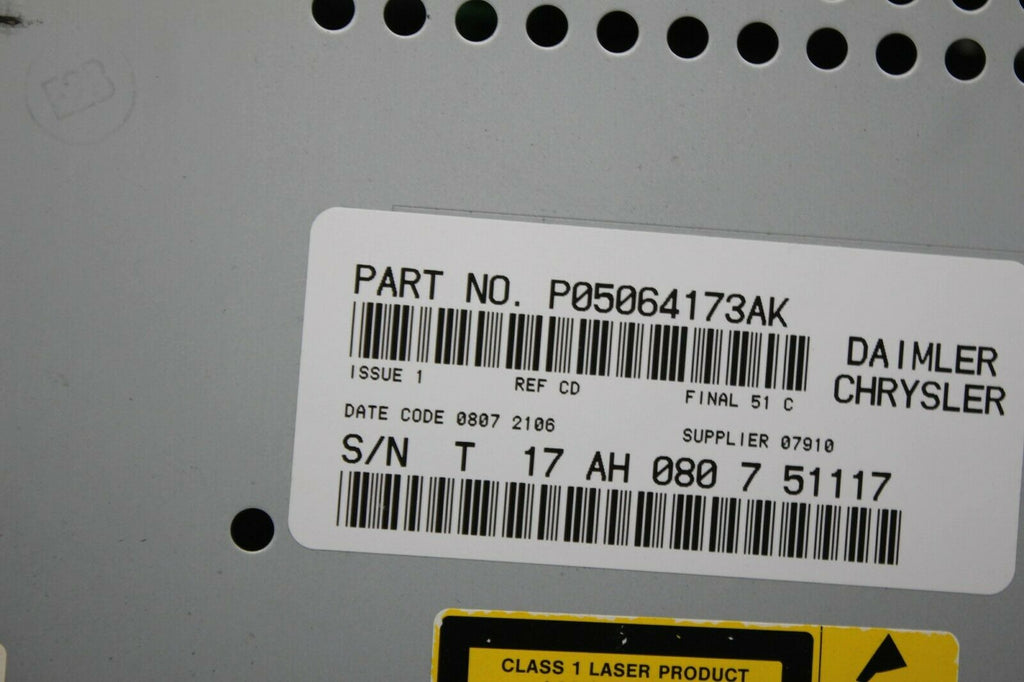 PART NO. P05064173AK
DAIMLER
CHRYSLER
ISSUE 1 REF CD FINAL 51 C
DATE CODE 0807 2106 SUPPLIER 07910
S/N T 17 AH 080 7 51117
CLASS 1 LASER PRODUCT